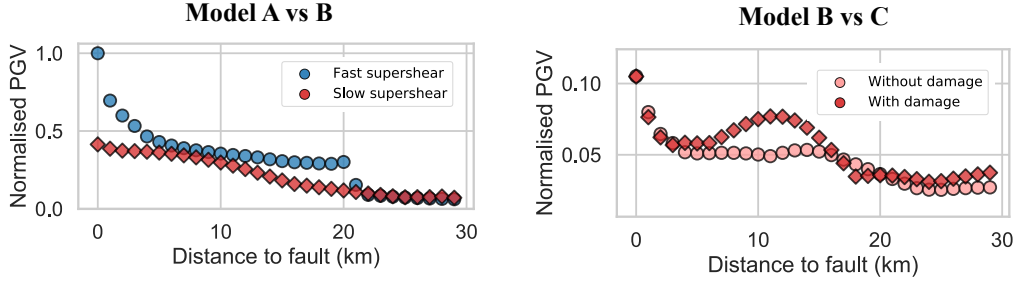 Model A vs B
Normalised PGV
1.0
0.5
0.0
Fast supershear
Slow supershear
0 10 20 30
Distance to fault (km)
Model B vs C
Normalised PGV
0.10
0.05
Without damage
With damage
0 10 20 30
Distance to fault (km)